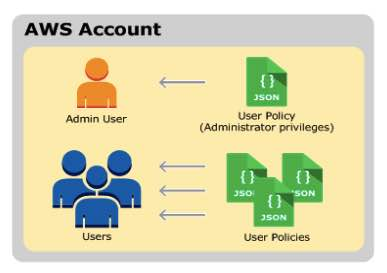 AWS Account
{ }
JSON
Admin User
User Policy
(Administrator privileges)
{ }
JSON
{ }
JSON
{ }
JSON
Users
User Policies